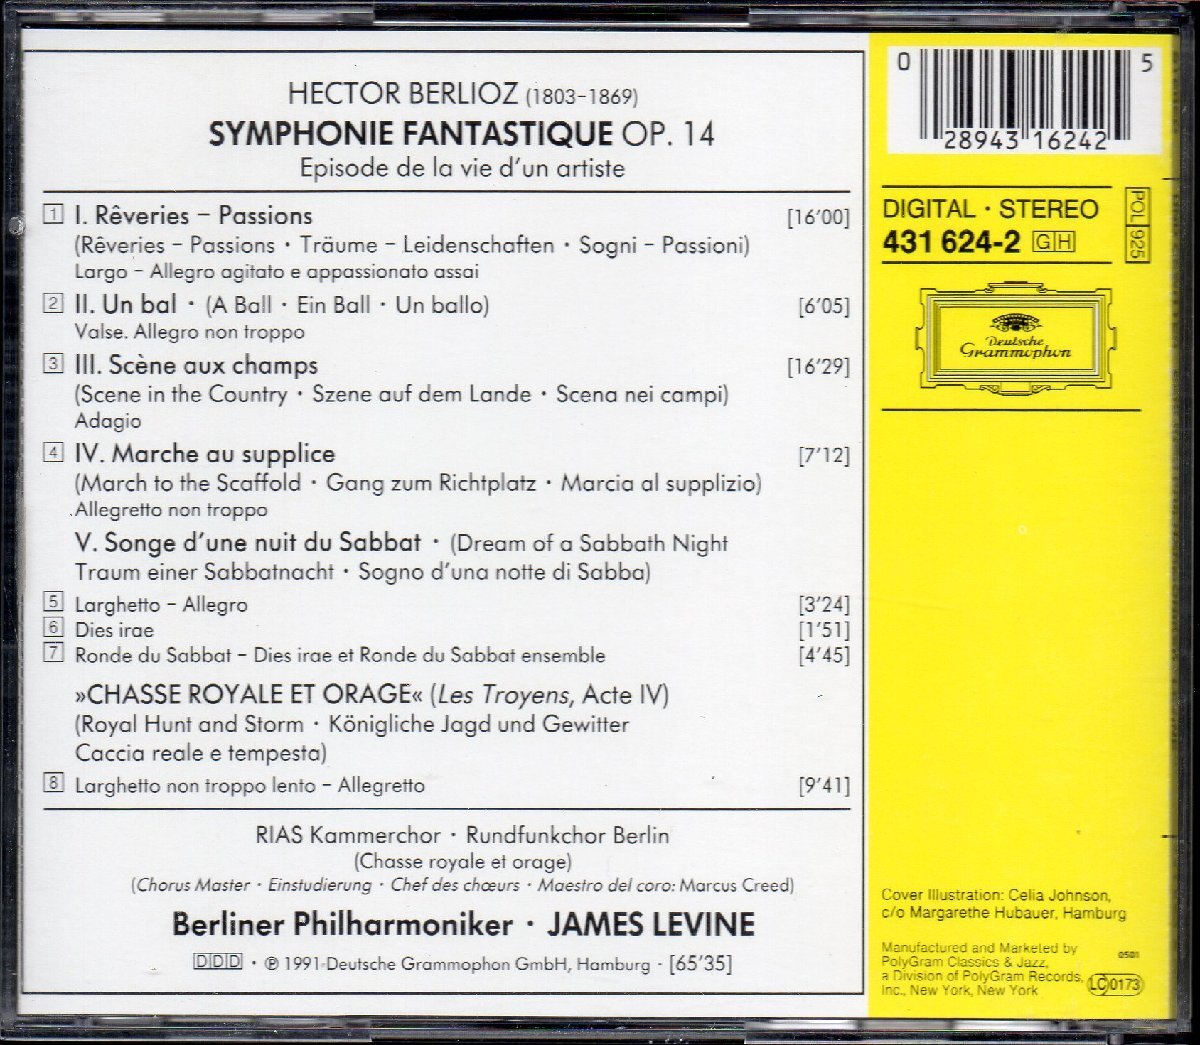 HECTOR BERLIOZ (1803-1869)
SYMPHONIE FANTASTIQUE OP. 14
Episode de la vie d'un artiste
1 I. Rêveries – Passions [16'00]
(Rêveries – Passions · Träume – Leidenschaften · Sogni – Passioni)
Largo – Allegro agitato e appassionato assai
2 II. Un bal · (A Ball · Ein Ball · Un ballo) [6'05]
Valse. Allegro non troppo
3 III. Scène aux champs [16'29]
(Scene in the Country · Szene auf dem Lande · Scena nei campi)
Adagio
4 IV. Marche au supplice [7'12]
(March to the Scaffold · Gang zum Richtplatz · Marcia al supplizio)
Allegretto non troppo
V. Songe d'une nuit du Sabbat · (Dream of a Sabbath Night
Traum einer Sabbatnacht · Sogno d'una notte di Sabba)
5 Larghetto – Allegro [3'24]
6 Dies irae [1'51]
7 Ronde du Sabbat – Dies irae et Ronde du Sabbat ensemble [4'45]
»CHASSE ROYALE ET ORAGE« (Les Troyens, Acte IV)
(Royal Hunt and Storm · Königliche Jagd und Gewitter
Caccia reale e tempesta)
8 Larghetto non troppo lento – Allegretto [9'41]
RIAS Kammerchor · Rundfunkchor Berlin
(Chasse royale et orage)
(Chorus Master · Einstudierung · Chef des chœurs · Maestro del coro: Marcus Creed)
Berliner Philharmoniker · JAMES LEVINE
DDD · ℗ 1991 Deutsche Grammophon GmbH, Hamburg · [65'35]
0 28943 16242 5
DIGITAL · STEREO
431 624-2 GH
POL 925
Deutsche
Grammophon
Cover Illustration: Celia Johnson,
c/o Margarethe Hubauer, Hamburg
Manufactured and Marketed by
PolyGram Classics & Jazz,
a Division of PolyGram Records,
Inc., New York, New York
0501
LC 0173